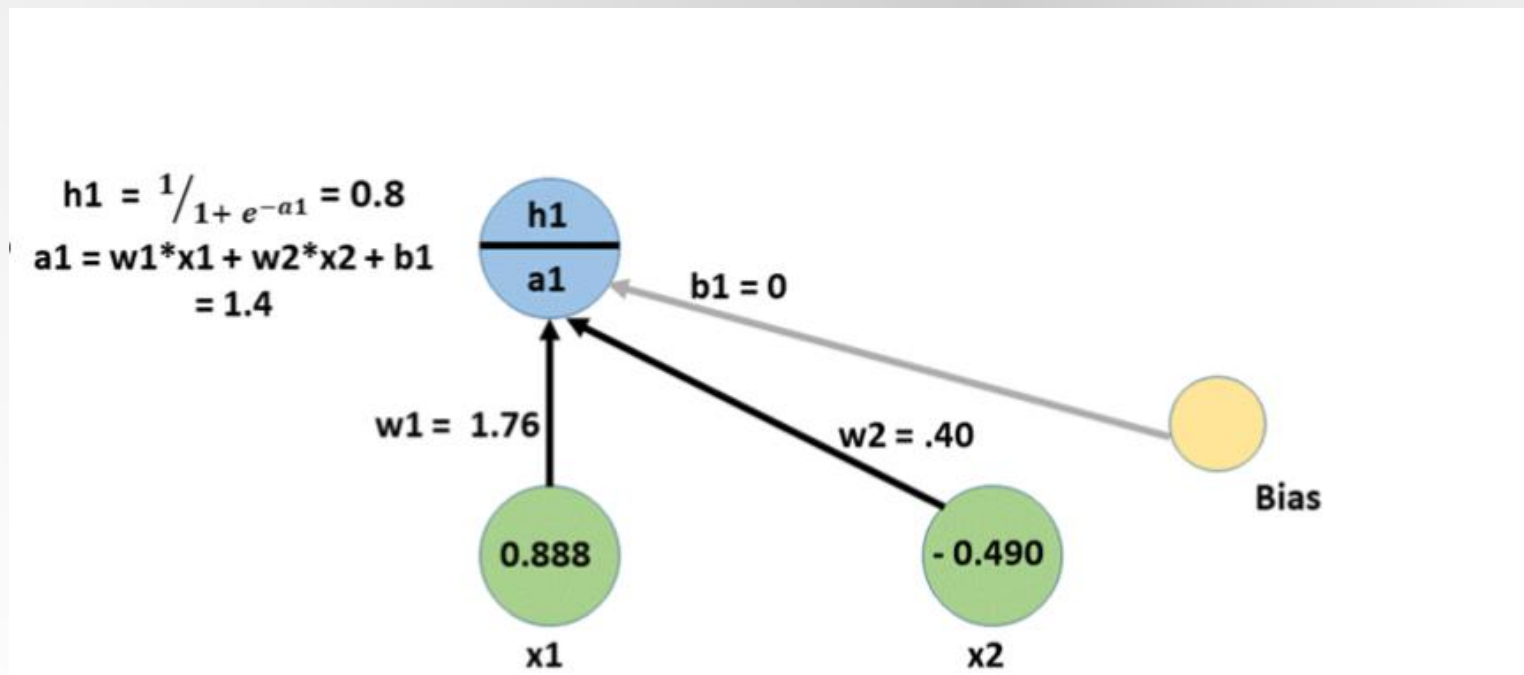 h1 = 1/1+ e^-a1 = 0.8
a1 = w1*x1 + w2*x2 + b1
= 1.4
h1
a1
b1 = 0
w1 = 1.76
w2 = .40
Bias
0.888
- 0.490
x1
x2